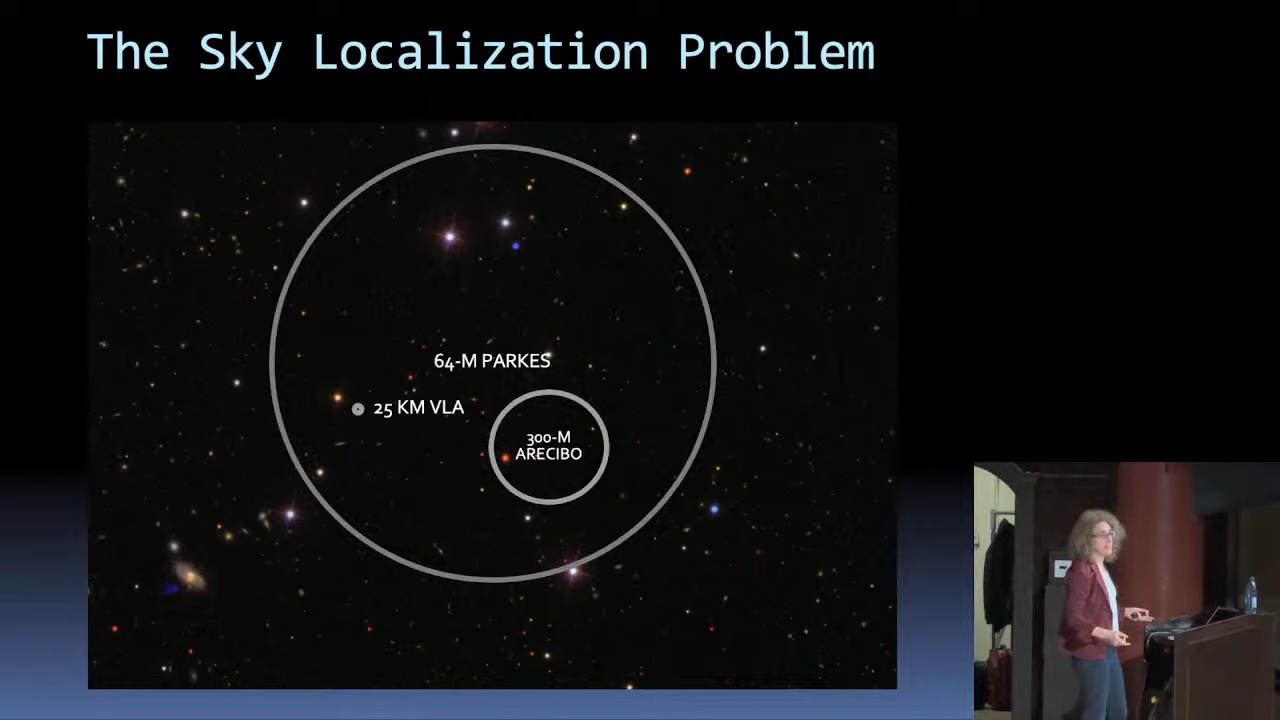 The Sky Localization Problem
64-M PARKES
25 KM VLA
300-M
ARECIBO